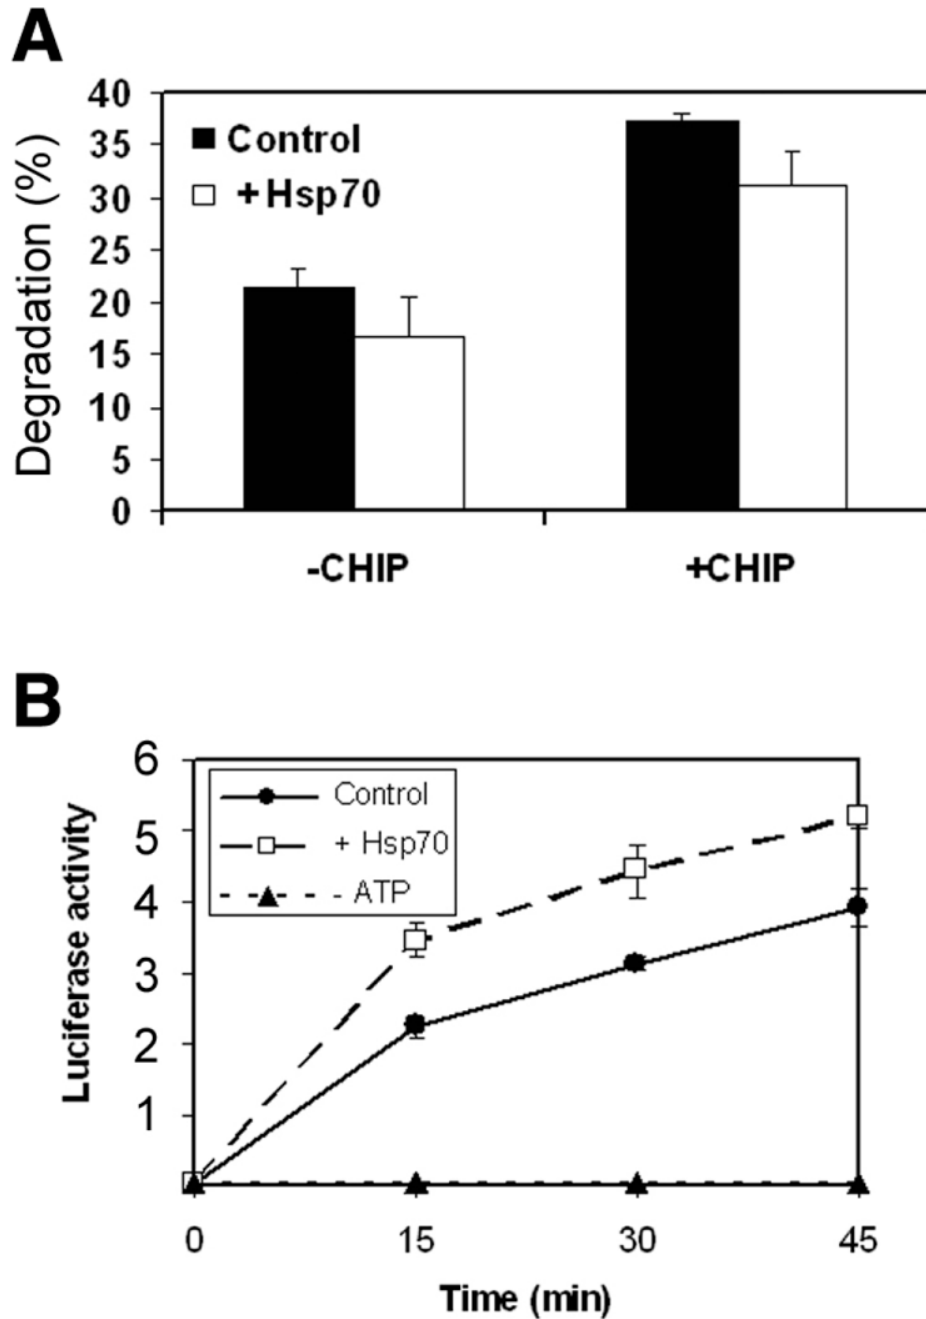 A
Degradation (%)
40
35
30
25
20
15
10
5
0
Control
+Hsp70
-CHIP
+CHIP
B
Luciferase activity
6
5
4
3
2
1
Control
+ Hsp70
- ATP
0 15 30 45
Time (min)